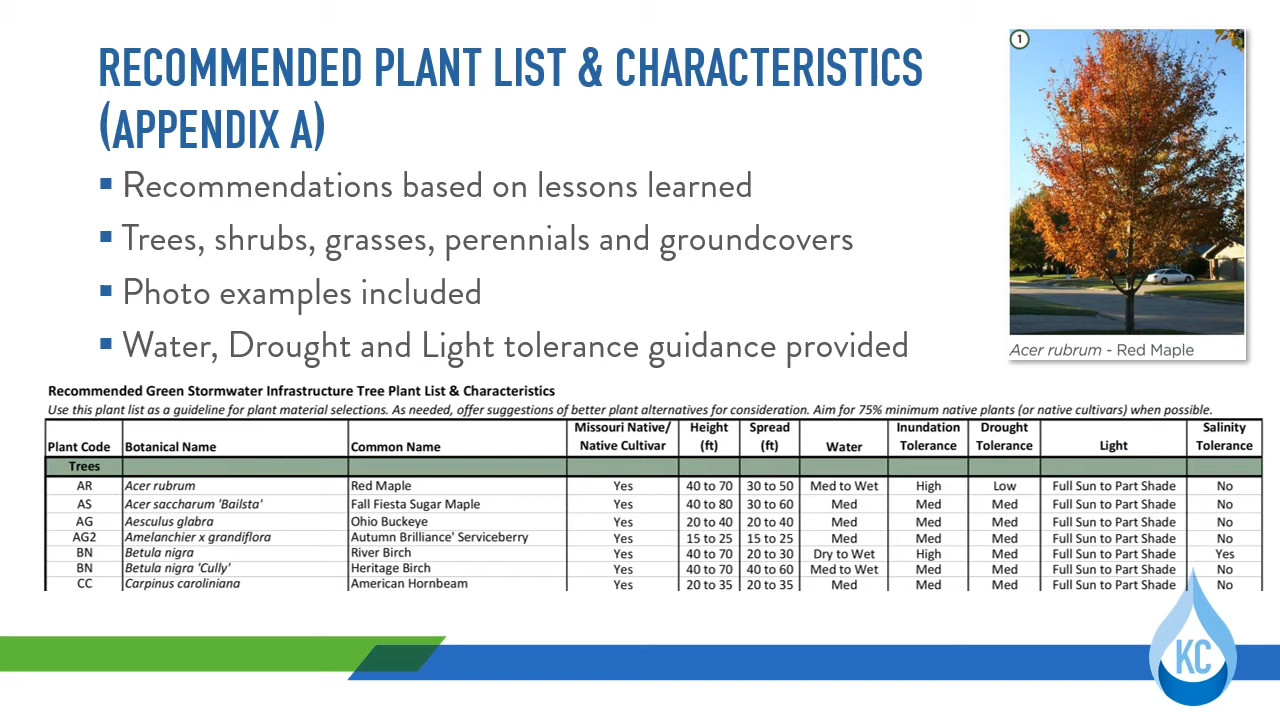 RECOMMENDED PLANT LIST & CHARACTERISTICS
(APPENDIX A)
▪ Recommendations based on lessons learned
▪ Trees, shrubs, grasses, perennials and groundcovers
▪ Photo examples included
▪ Water, Drought and Light tolerance guidance provided
1
Acer rubrum - Red Maple
Recommended Green Stormwater Infrastructure Tree Plant List & Characteristics
Use this plant list as a guideline for plant material selections. As needed, offer suggestions of better plant alternatives for consideration. Aim for 75% minimum native plants (or native cultivars) when possible.
Missouri Native/ Height Spread Inundation Drought Salinity
Plant Code Botanical Name Common Name Native Cultivar (ft) (ft) Water Tolerance Tolerance Light Tolerance
Trees
AR Acer rubrum Red Maple Yes 40 to 70 30 to 50 Med to Wet High Low Full Sun to Part Shade No
AS Acer saccharum 'Bailsta' Fall Fiesta Sugar Maple Yes 40 to 80 30 to 60 Med Med Med Full Sun to Part Shade No
AG Aesculus glabra Ohio Buckeye Yes 20 to 40 20 to 40 Med Med Med Full Sun to Part Shade No
AG2 Amelanchier x grandiflora Autumn Brilliance' Serviceberry Yes 15 to 25 15 to 25 Med Med Med Full Sun to Part Shade No
BN Betula nigra River Birch Yes 40 to 70 20 to 30 Dry to Wet High Med Full Sun to Part Shade Yes
BN Betula nigra 'Cully' Heritage Birch Yes 40 to 70 40 to 60 Med to Wet Med Med Full Sun to Part Shade No
CC Carpinus caroliniana American Hornbeam Yes 20 to 35 20 to 35 Med Med Med Full Sun to Part Shade No
KC